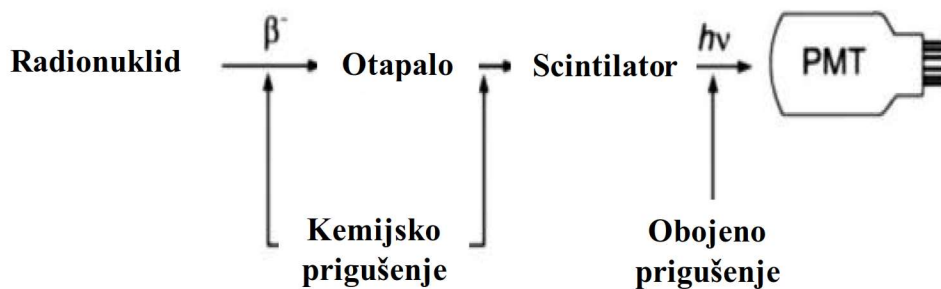 β⁻
hν
Radionuklid
Otapalo
Scintilator
PMT
Kemijsko
prigušenje
Obojeno
prigušenje